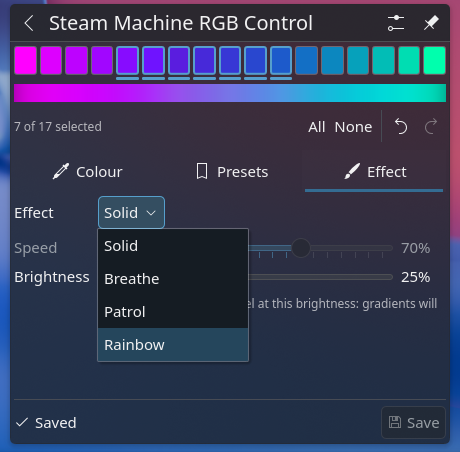 Steam Machine RGB Control
7 of 17 selected
All None
Colour Presets Effect
Effect Solid
Solid
Speed 70%
Breathe
Brightness 25%
at this brightness: gradients will
Patrol
Rainbow
Saved Save